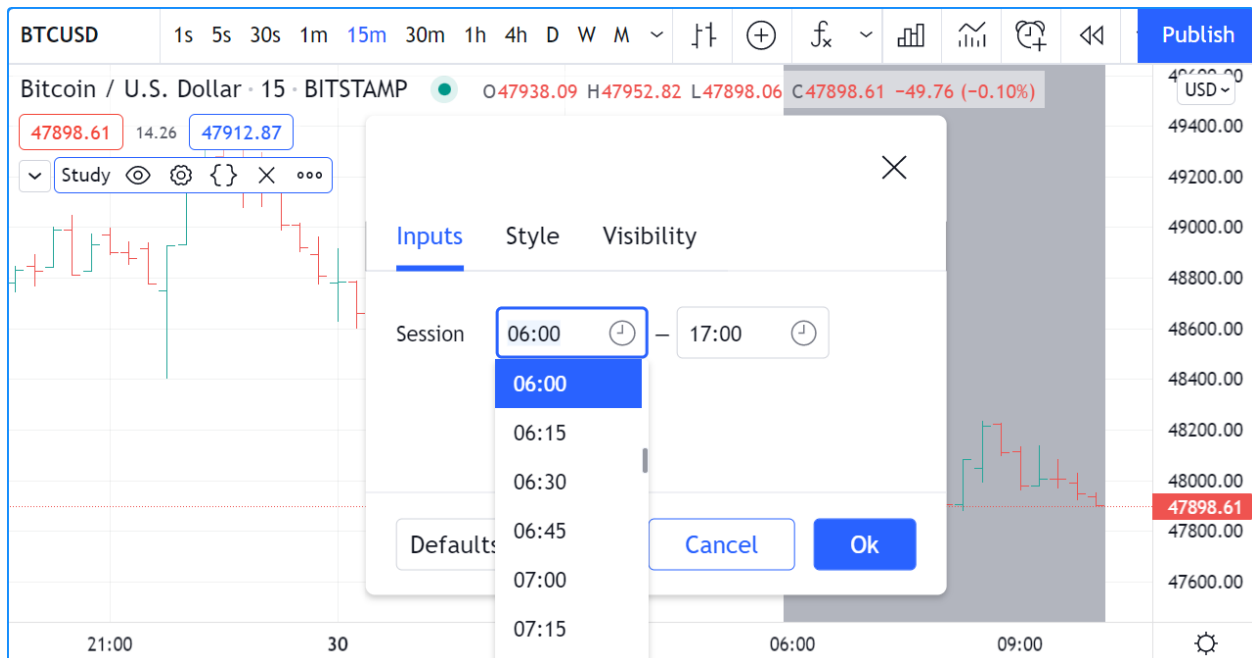 BTCUSD 1s 5s 30s 1m 15m 30m 1h 4h D W M fx Publish
Bitcoin / U.S. Dollar · 15 · BITSTAMP O47938.09 H47952.82 L47898.06 C47898.61 −49.76 (−0.10%)
USD
47898.61 14.26 47912.87
Study {}
Inputs Style Visibility
Session 06:00 – 17:00
06:00
06:15
06:30
06:45
07:00
07:15
Defaults Cancel Ok
49400.00
49200.00
49000.00
48800.00
48600.00
48400.00
48200.00
48000.00
47898.61
47800.00
47600.00
21:00 30 06:00 09:00